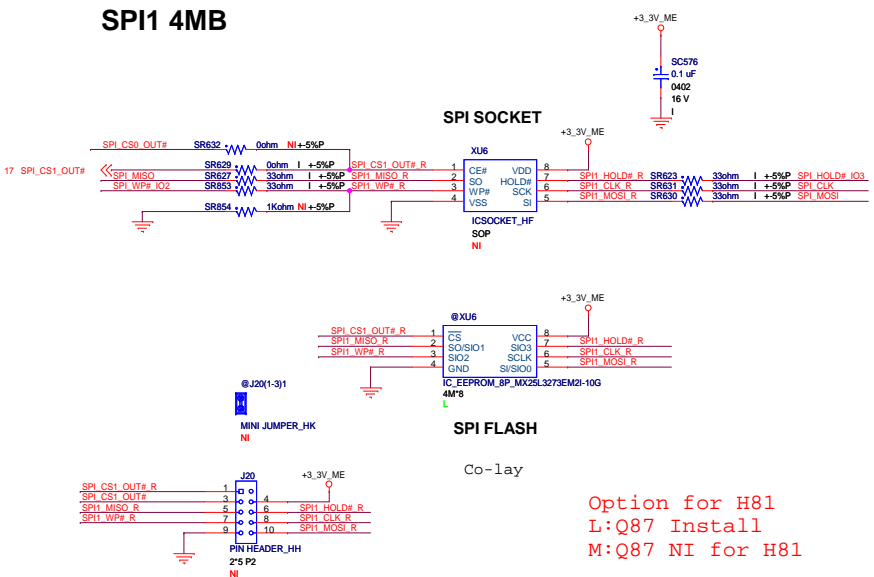 SPI1 4MB
+3_3V_ME
SC576
0.1 uF
0402
16 V
I
SPI SOCKET
+3_3V_ME
SPI_CS0_OUT# SR632 0ohm NI +-5%P
XU6
17 SPI_CS1_OUT# SR629 0ohm I +-5%P SPI_CS1_OUT#_R 1 CE# VDD 8
SPI_MISO SR627 33ohm I +-5%P SPI1_MISO_R 2 SO HOLD# 7 SPI1_HOLD#_R SR623 33ohm I +-5%P SPI_HOLD#_IO3
SPI_WP#_IO2 SR853 33ohm I +-5%P SPI1_WP#_R 3 WP# SCK 6 SPI1_CLK_R SR631 33ohm I +-5%P SPI_CLK
4 VSS SI 5 SPI1_MOSI_R SR630 33ohm I +-5%P SPI_MOSI
SR854 1Kohm NI +-5%P
ICSOCKET_HF
SOP
NI
+3_3V_ME
@XU6
SPI_CS1_OUT#_R 1 CS VCC 8
SPI1_MISO_R 2 SO/SIO1 SIO3 7 SPI1_HOLD#_R
SPI1_WP#_R 3 SIO2 SCLK 6 SPI1_CLK_R
4 GND SI/SIO0 5 SPI1_MOSI_R
IC_EEPROM_8P_MX25L3273EM2I-10G
4M*8
L
@J20(1-3)1
MINI JUMPER_HK
NI
SPI FLASH
Co-lay
J20
+3_3V_ME
SPI_CS1_OUT#_R 1
SPI_CS1_OUT# 3 4
SPI1_MISO_R 5 6 SPI1_HOLD#_R
SPI1_WP#_R 7 8 SPI1_CLK_R
9 10 SPI1_MOSI_R
PIN HEADER_HH
2*5 P2
NI
Option for H81
L:Q87 Install
M:Q87 NI for H81